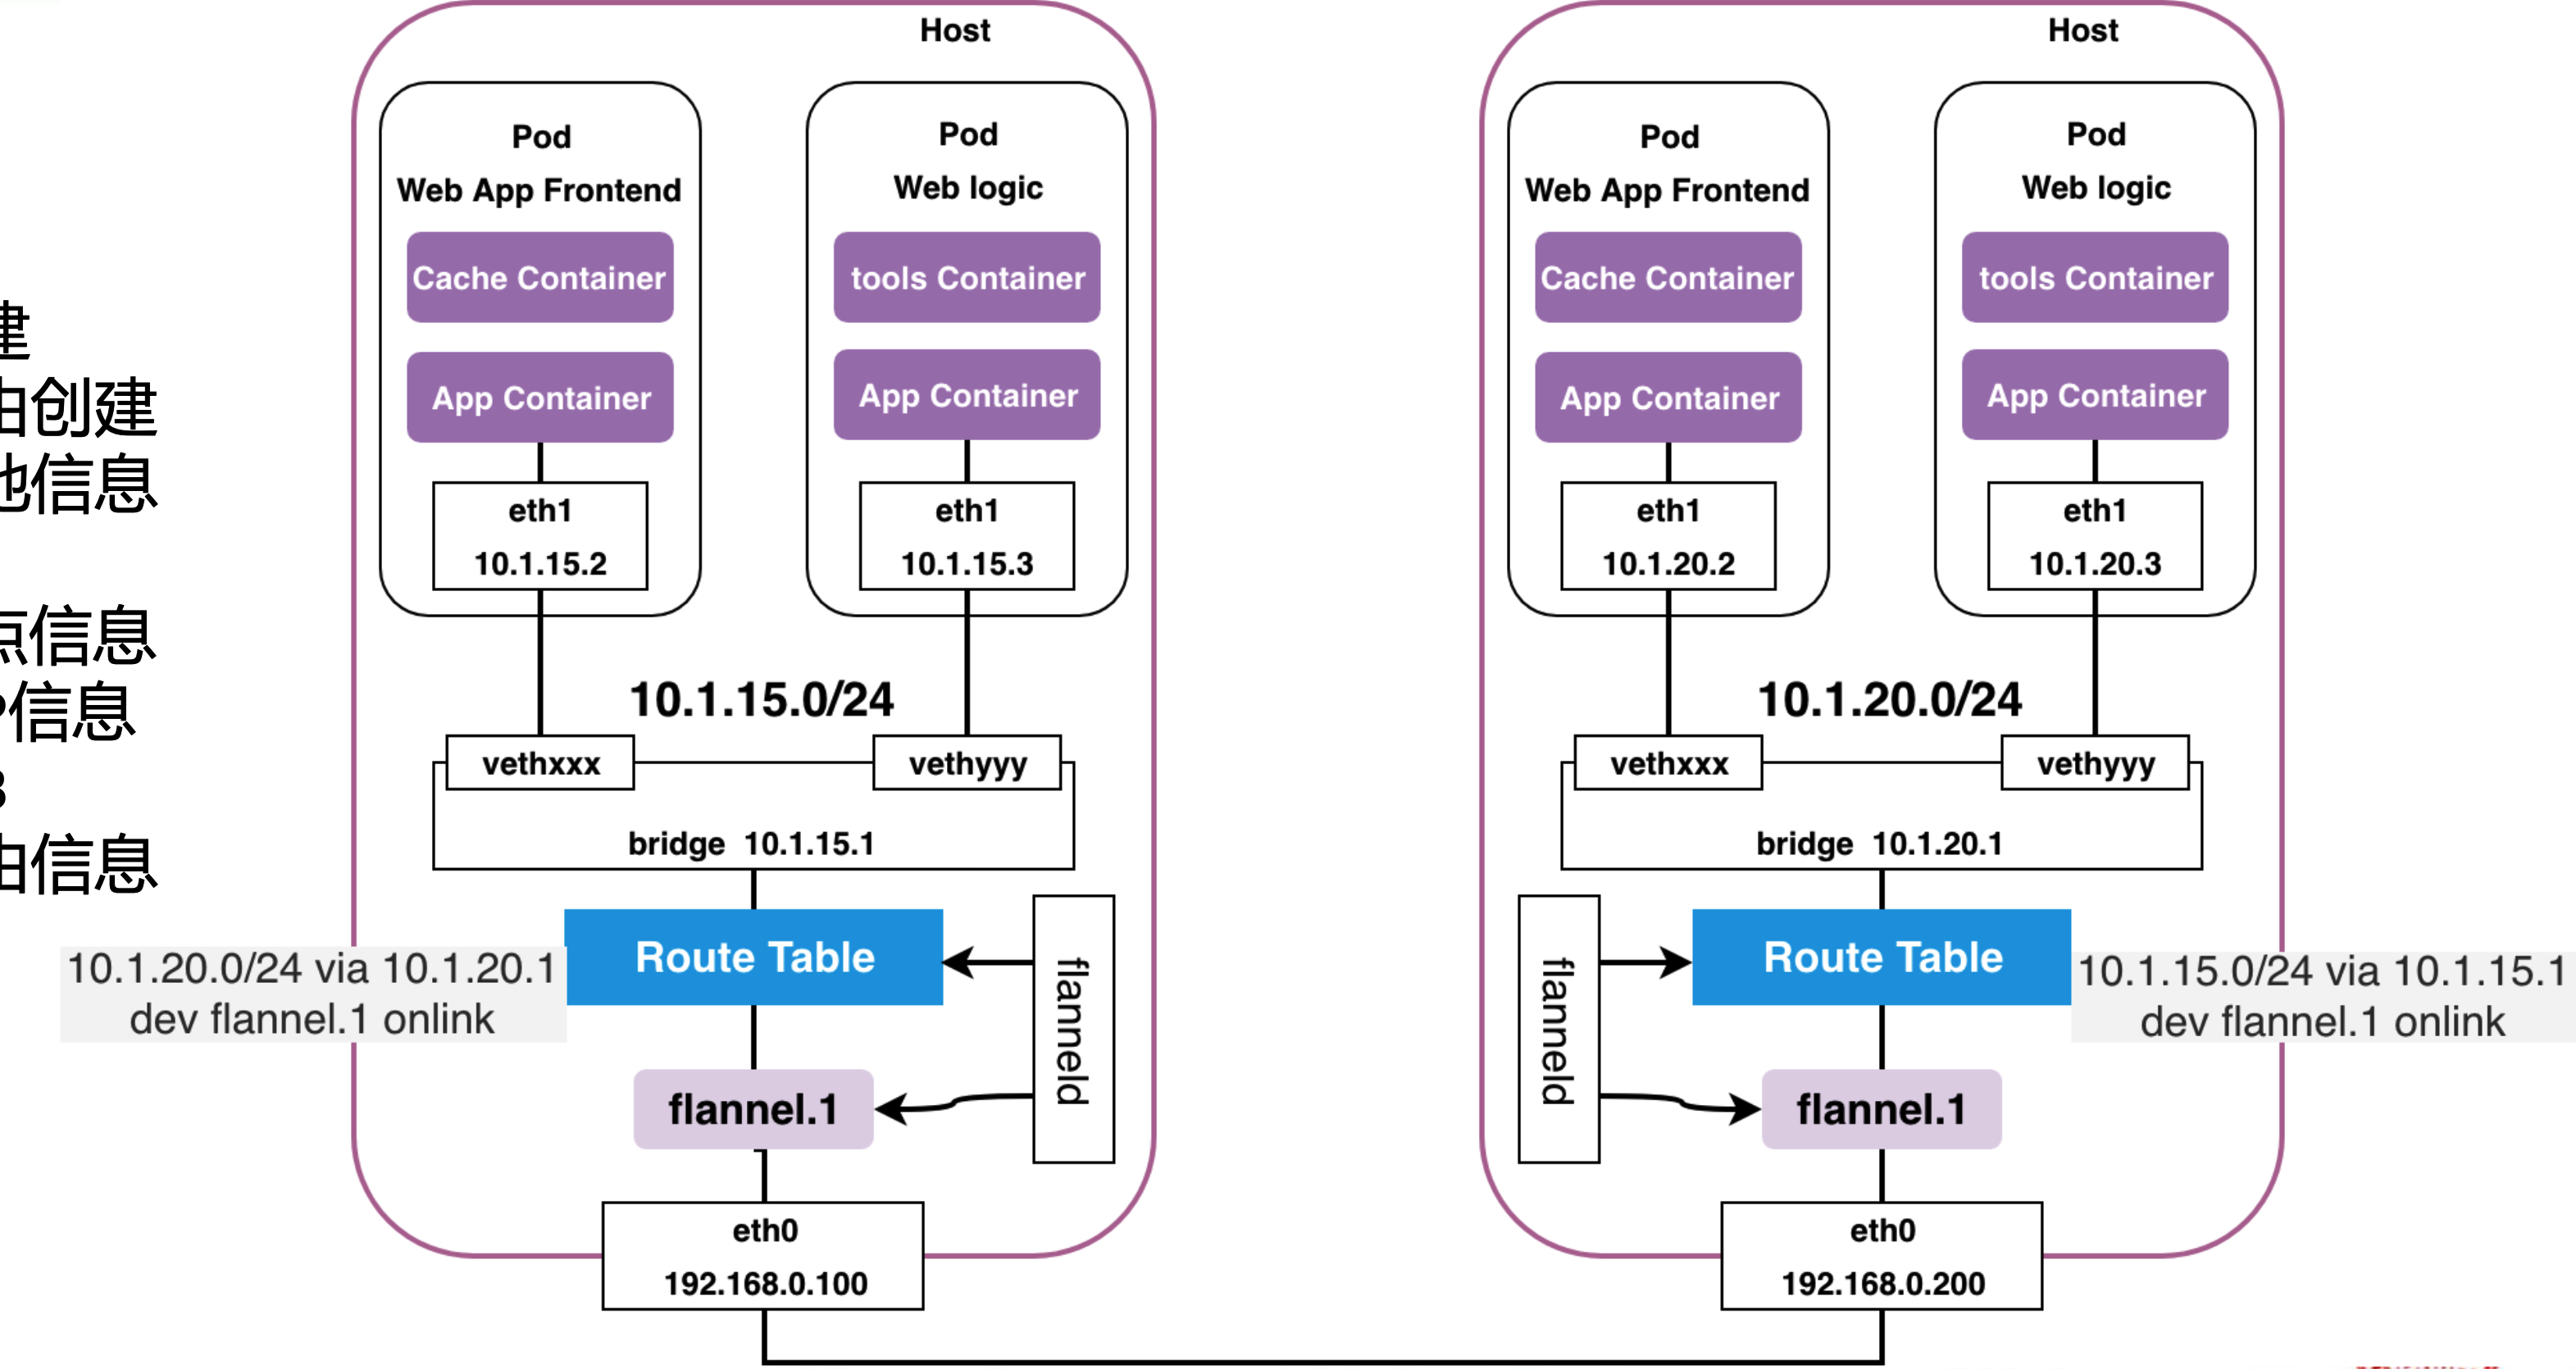 建
由创建
他信息
点信息
信息
由信息
Host
Pod
Web App Frontend
Cache Container
App Container
eth1
10.1.15.2
Pod
Web logic
tools Container
App Container
eth1
10.1.15.3
10.1.15.0/24
vethxxx
vethyyy
bridge 10.1.15.1
Route Table
10.1.20.0/24 via 10.1.20.1
dev flannel.1 onlink
flanneld
flannel.1
eth0
192.168.0.100
Host
Pod
Web App Frontend
Cache Container
App Container
eth1
10.1.20.2
Pod
Web logic
tools Container
App Container
eth1
10.1.20.3
10.1.20.0/24
vethxxx
vethyyy
bridge 10.1.20.1
flanneld
Route Table
10.1.15.0/24 via 10.1.15.1
dev flannel.1 onlink
flannel.1
eth0
192.168.0.200